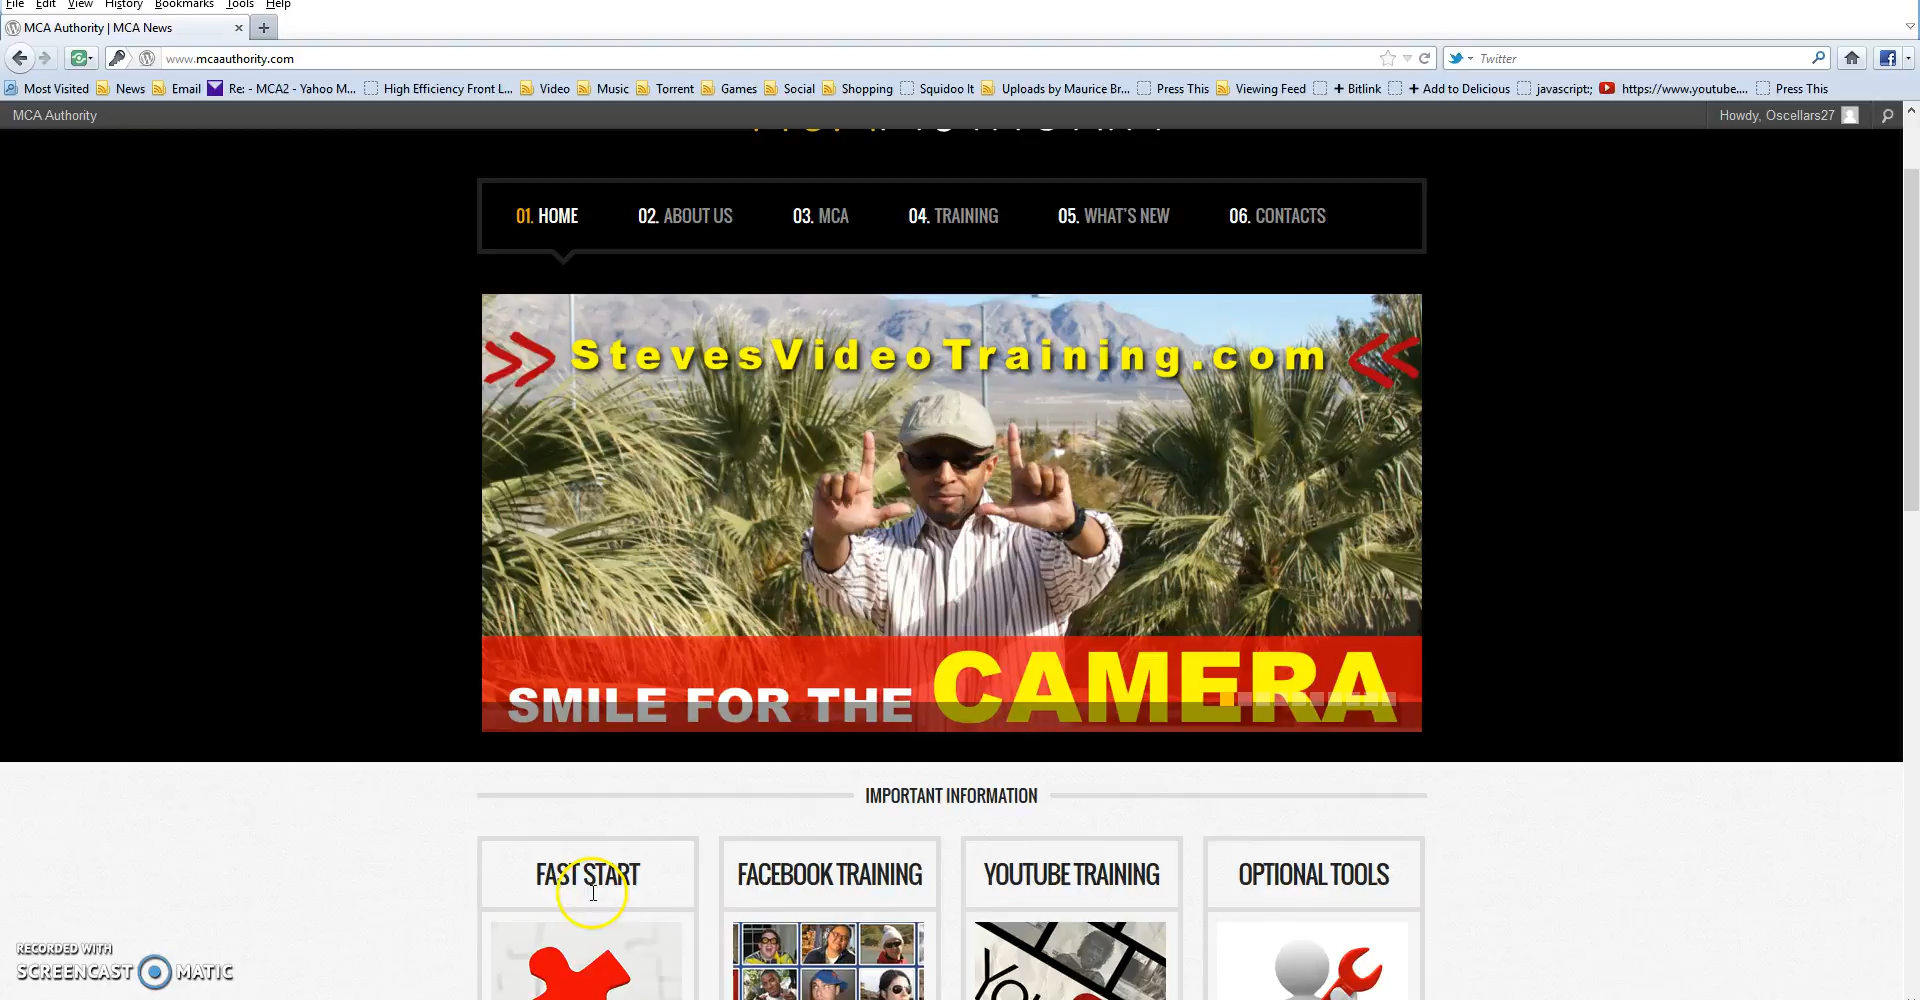 File Edit View History Bookmarks Tools Help
MCA Authority | MCA News
www.mcaauthority.com
Twitter
Most Visited News Email Re: - MCA2 - Yahoo M... High Efficiency Front L... Video Music Torrent Games Social Shopping Squidoo It Uploads by Maurice Br... Press This Viewing Feed + Bitlink + Add to Delicious javascript:; https://www.youtube.... Press This
MCA Authority Howdy, Oscellars27
01. HOME 02. ABOUT US 03. MCA 04. TRAINING 05. WHAT'S NEW 06. CONTACTS
>> StevesVideoTraining.com <<
SMILE FOR THE CAMERA
IMPORTANT INFORMATION
FAST START FACEBOOK TRAINING YOUTUBE TRAINING OPTIONAL TOOLS
You
RECORDED WITH
SCREENCAST MATIC